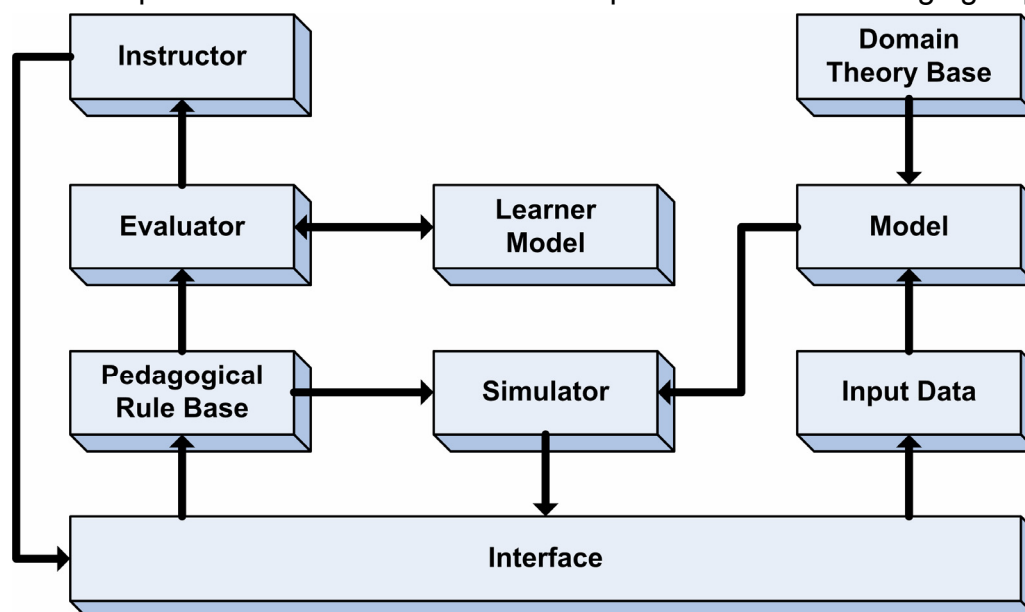 Instructor
Domain
Theory Base
Evaluator
Learner
Model
Model
Pedagogical
Rule Base
Simulator
Input Data
Interface